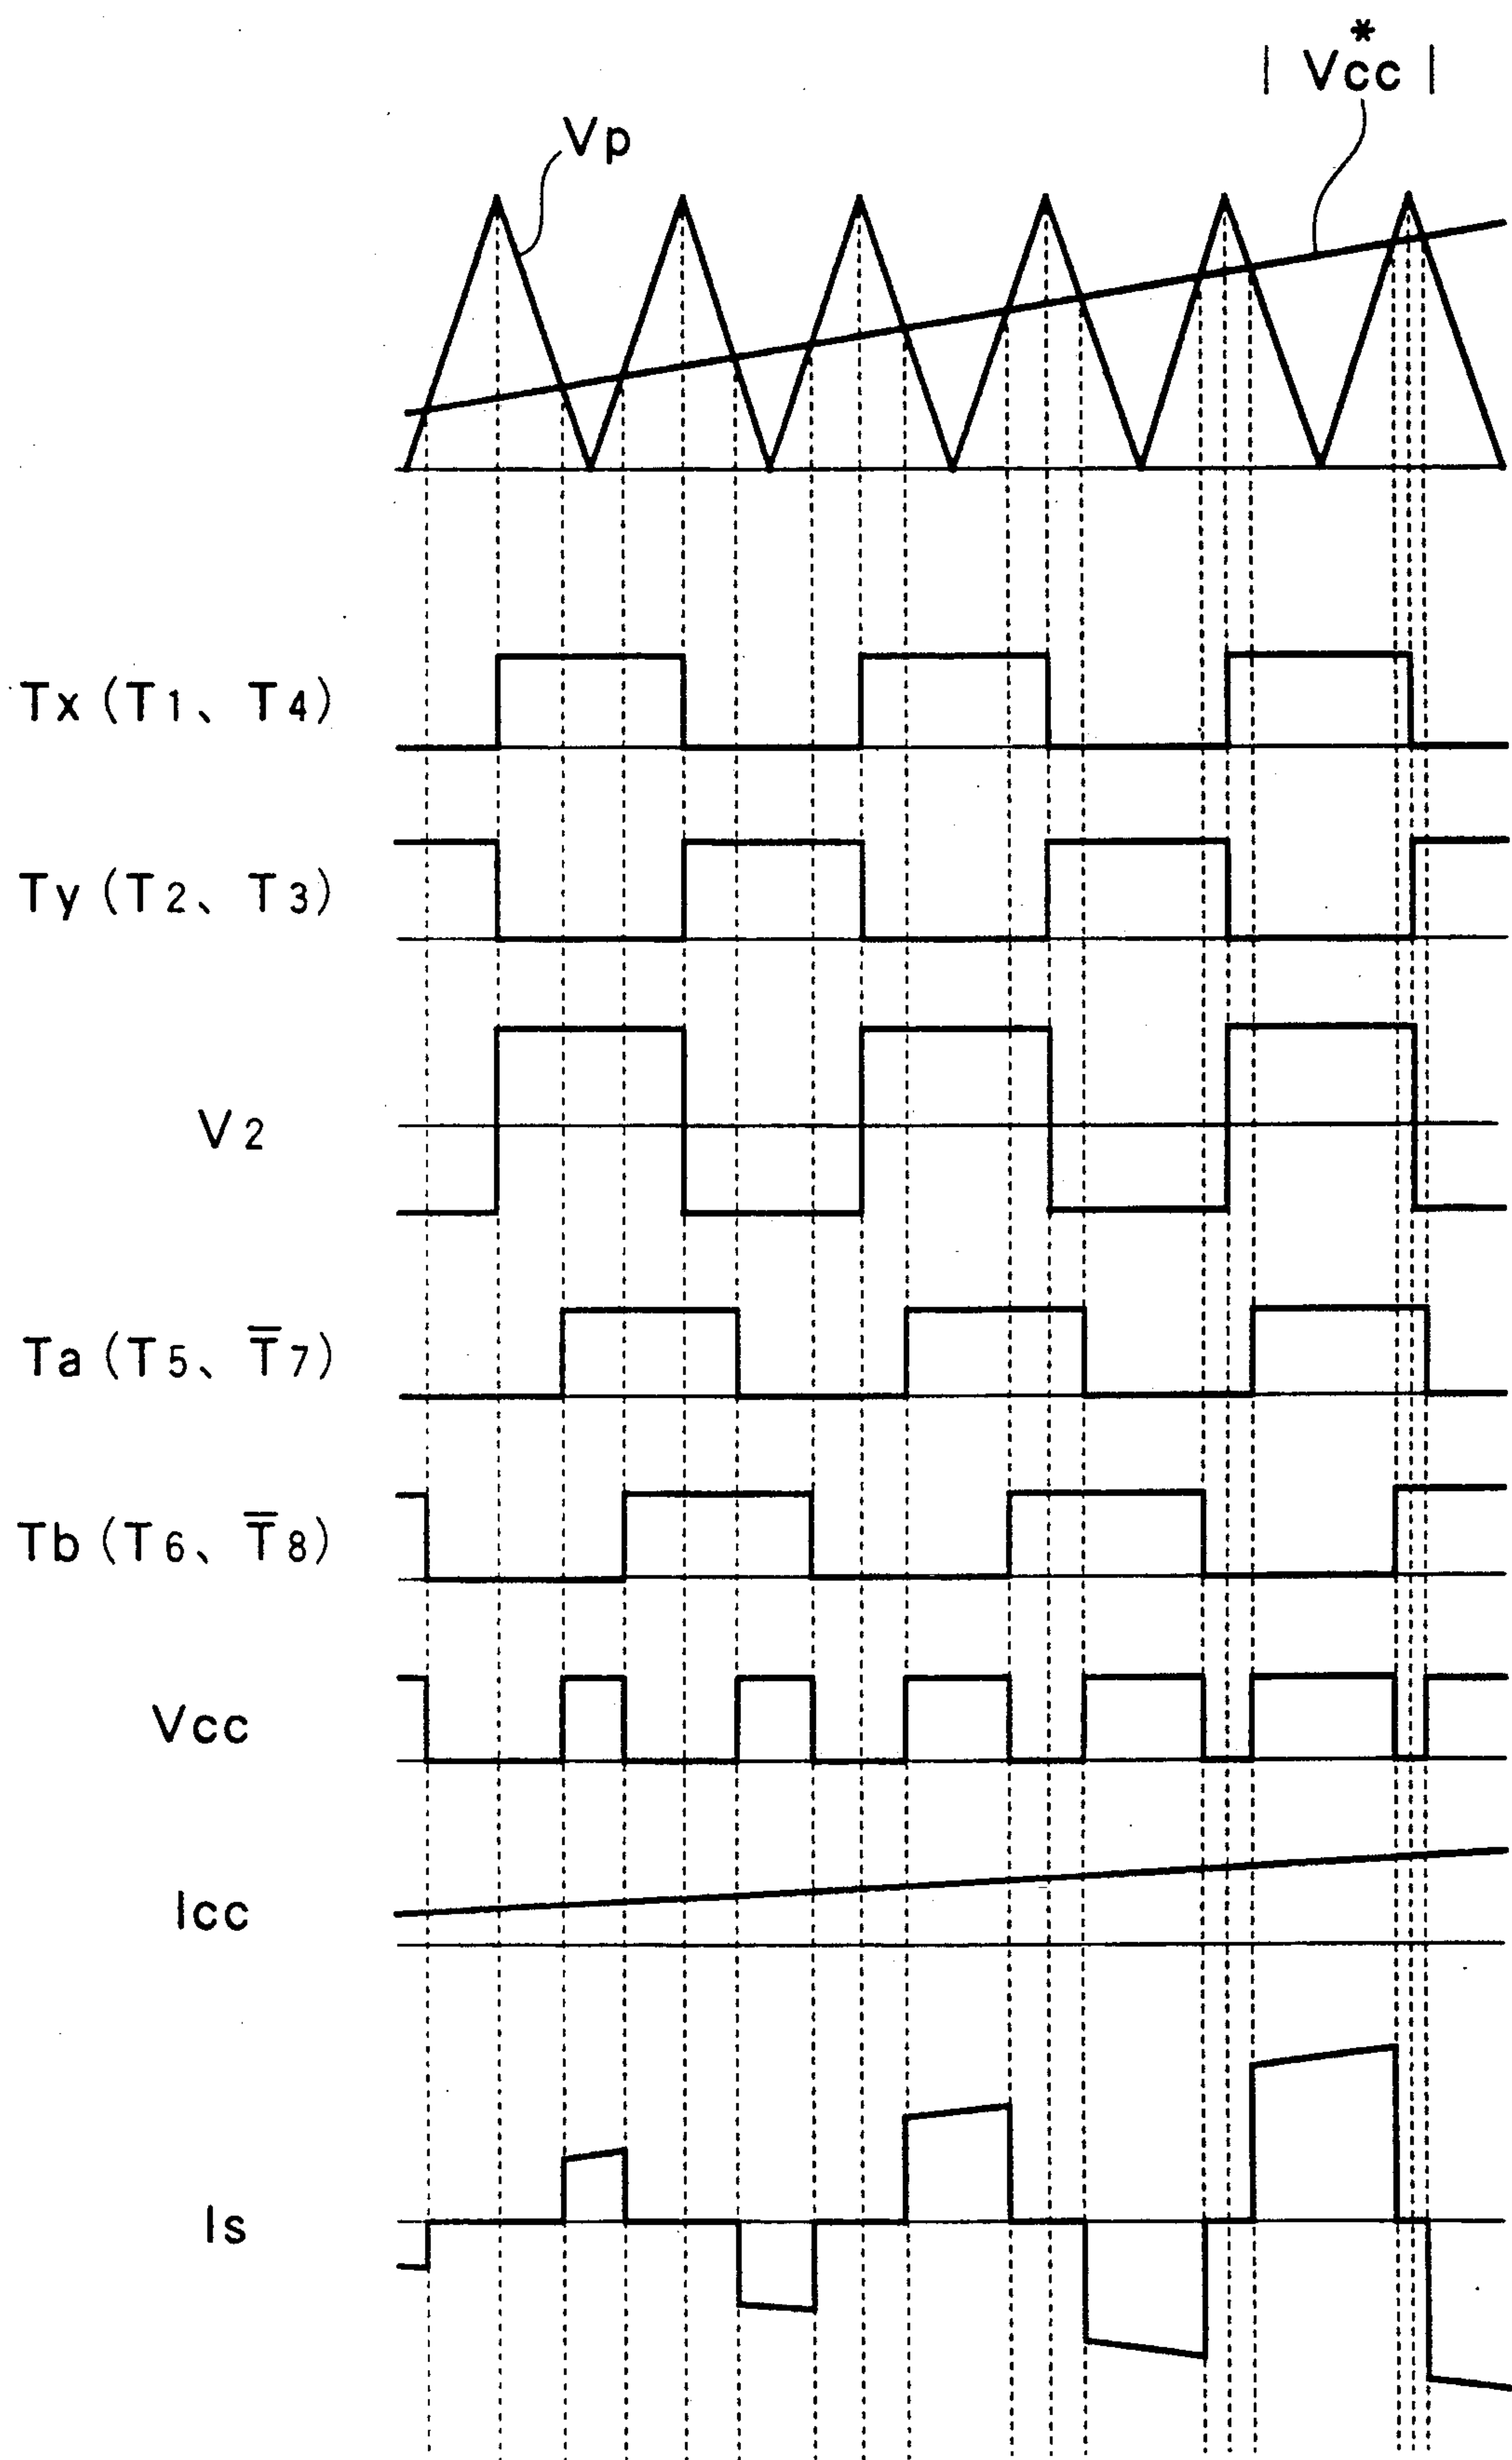 | Vcc* |
Vp
Tx (T1、T4)
Ty (T2、T3)
V2
Ta (T5、T̅7)
Tb (T6、T̅8)
Vcc
Icc
Is